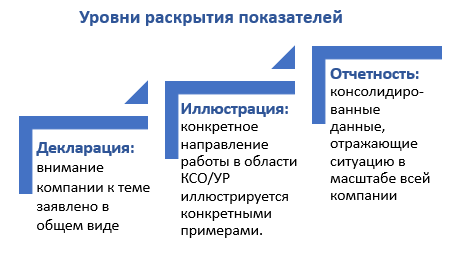 Уровни раскрытия показателей
Декларация:
внимание
компании к теме
заявлено в
общем виде
Иллюстрация:
конкретное
направление
работы в области
КСО/УР
иллюстрируется
конкретными
примерами.
Отчетность:
консолидиро-
ванные
данные,
отражающие
ситуацию в
масштабе всей
компании